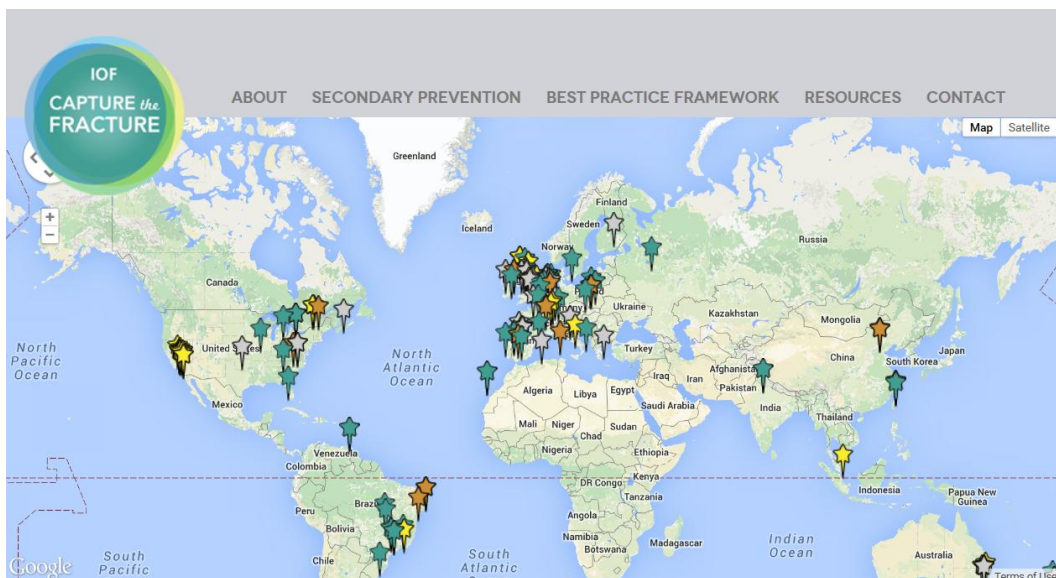 IOF
CAPTURE the
FRACTURE
ABOUT SECONDARY PREVENTION BEST PRACTICE FRAMEWORK RESOURCES CONTACT
Map Satellite
Greenland
Iceland
Finland
Sweden
Norway
Russia
Canada
Ukraine
Kazakhstan
Mongolia
North
Pacific
Ocean
United
North
Atlantic
Ocean
Turkey
China
South Korea
Japan
Afghanistan
Iraq
Iran
Pakistan
Algeria
Libya
Egypt
Saudi Arabia
India
Mexico
Mali
Niger
Sudan
Chad
Thailand
Nigeria
Ethiopia
Venezuela
Colombia
Kenya
DR Congo
Tanzania
Indonesia
Papua New
Guinea
Peru
Bolivia
Angola
Namibia
Botswana
Madagascar
Indian
Ocean
Australia
Chile
South
Pacific
South
Atlantic
Google
Terms of Use